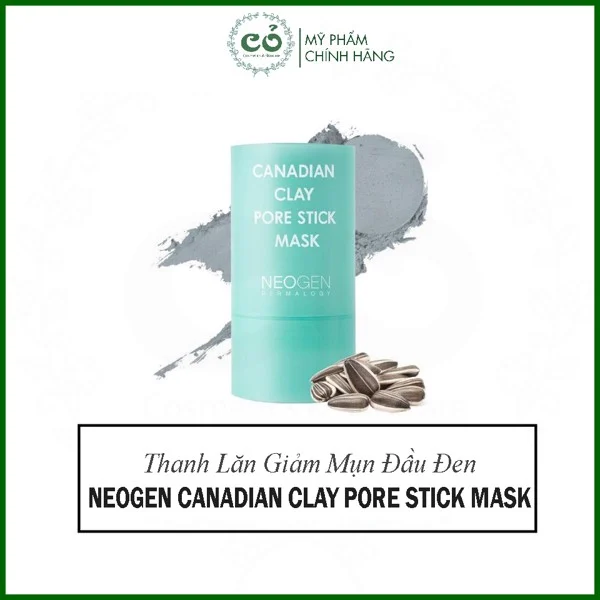 CỎ
MỸ PHẨM
CHÍNH HÃNG
CANADIAN
CLAY
PORE STICK
MASK
NEOGEN
DERMALOGY
Thanh Lăn Giảm Mụn Đầu Đen
NEOGEN CANADIAN CLAY PORE STICK MASK